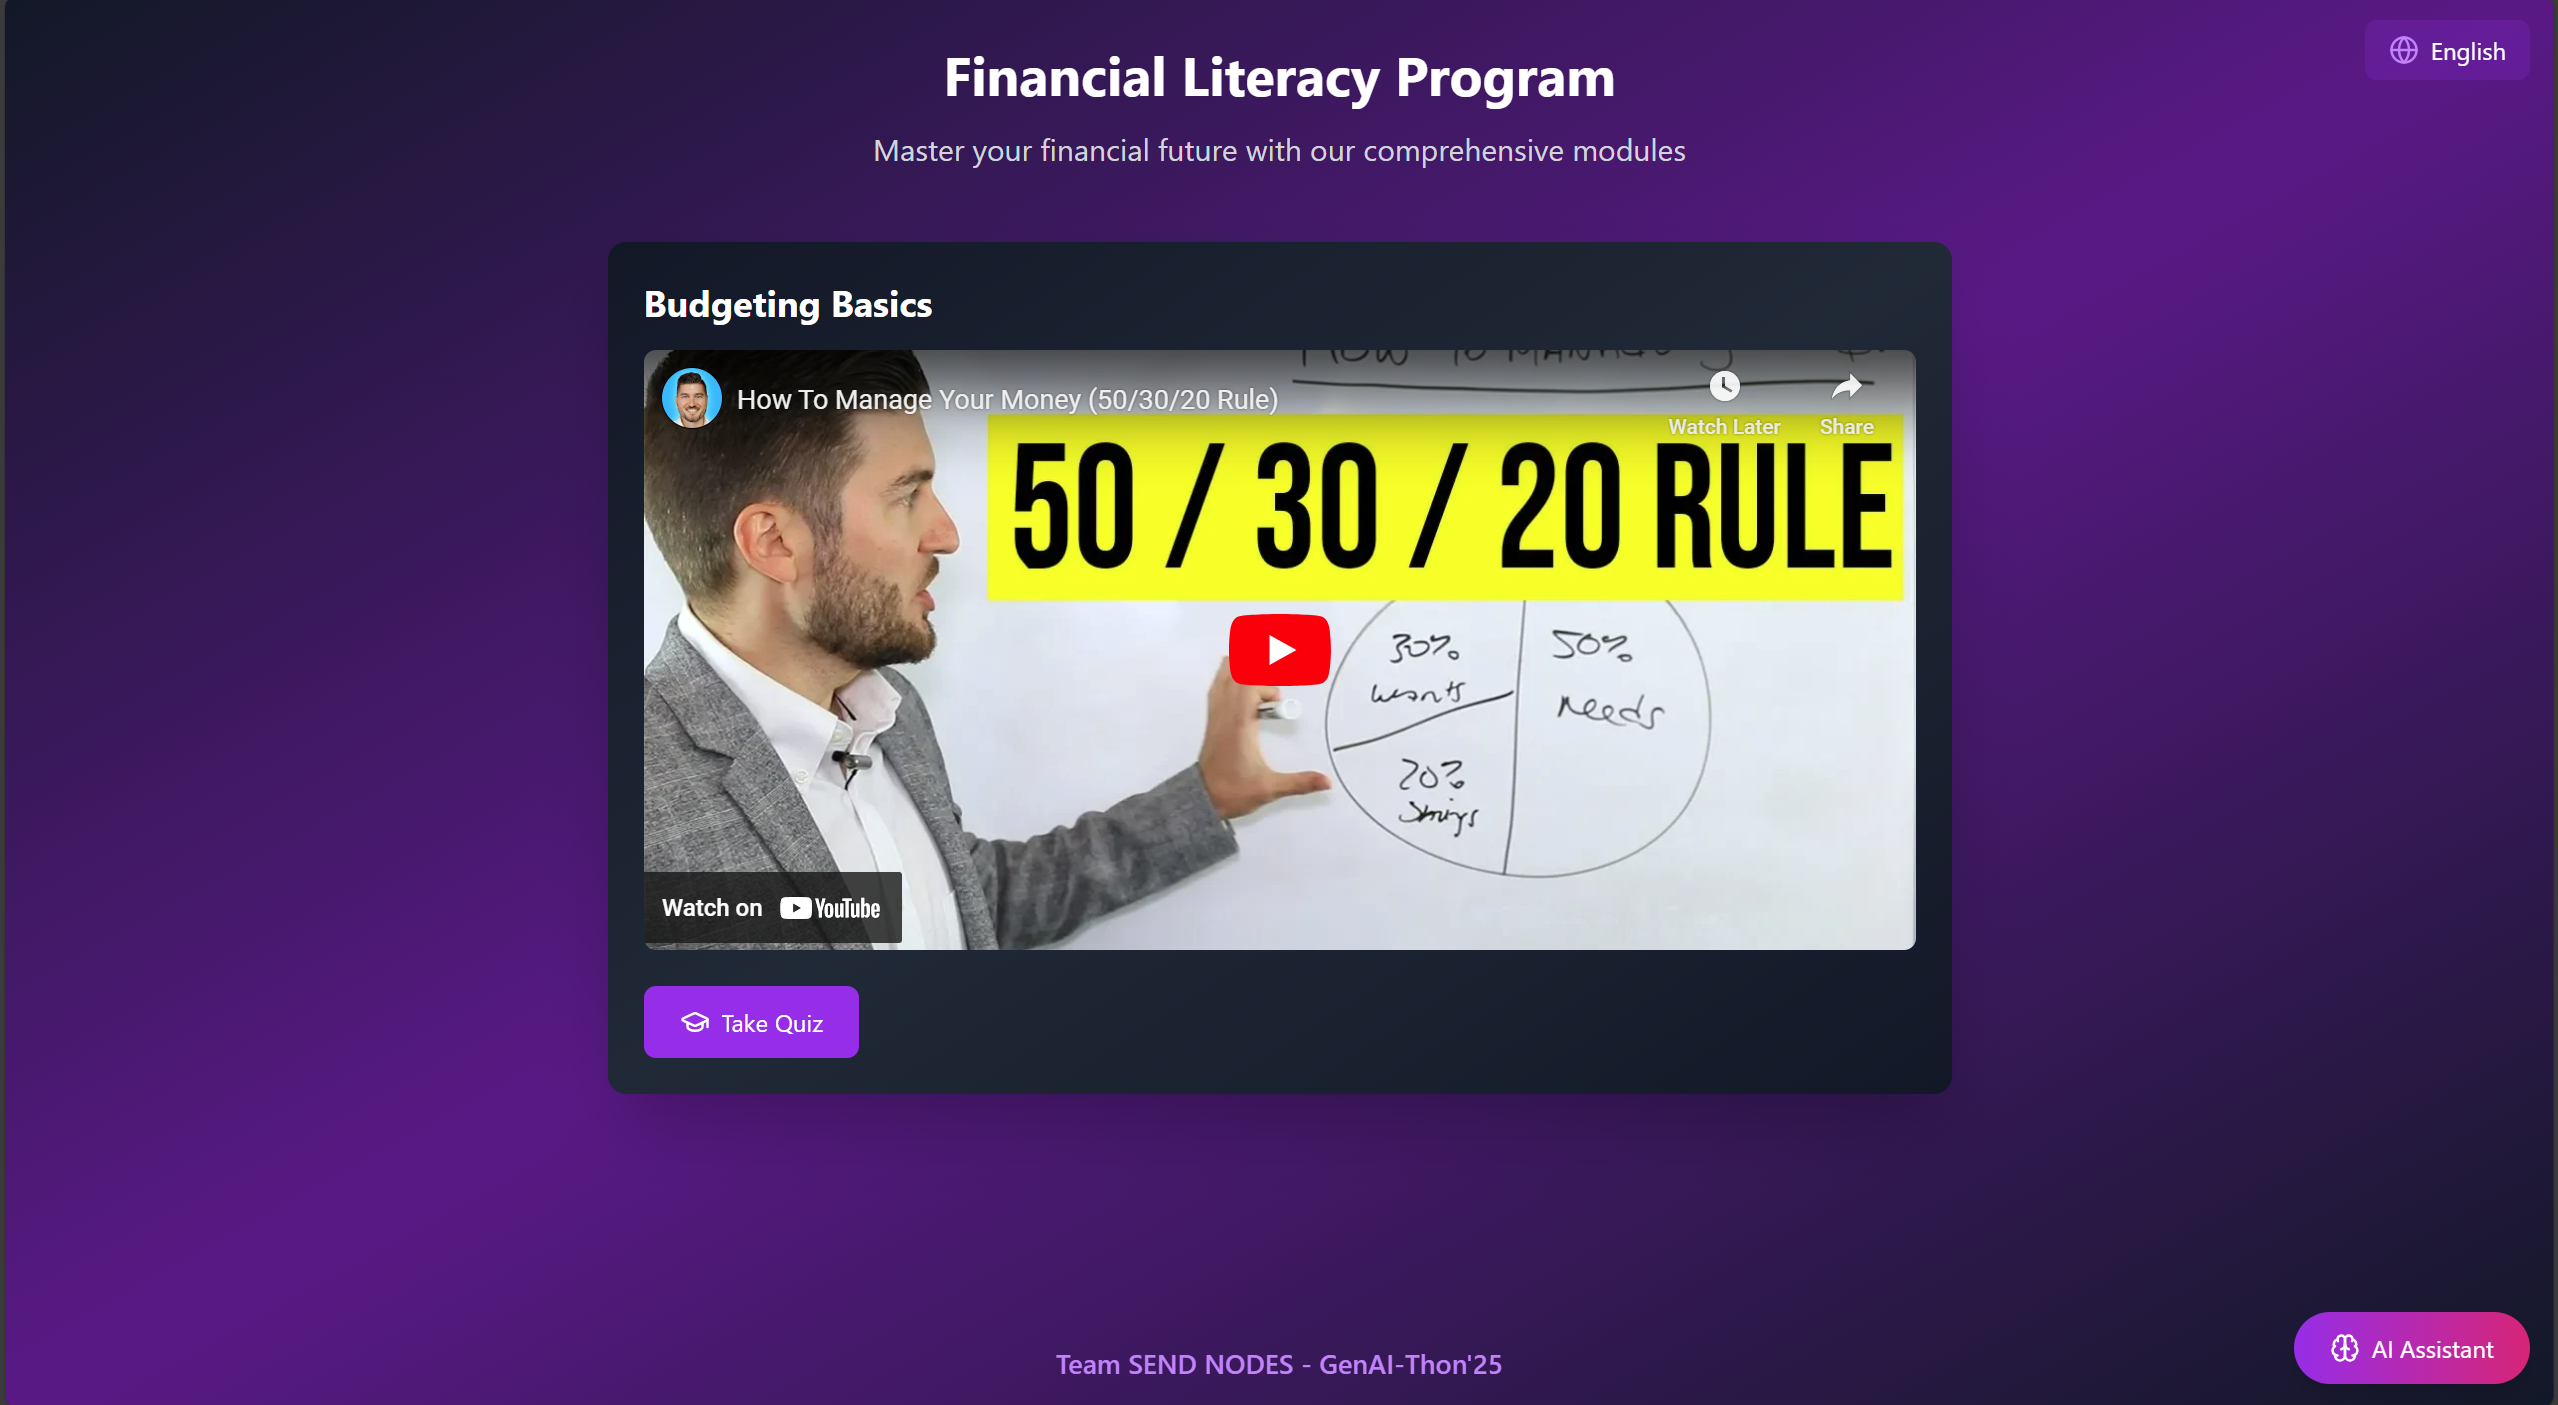 English
Financial Literacy Program
Master your financial future with our comprehensive modules
Budgeting Basics
How To Manage Your Money (50/30/20 Rule)
Watch Later
Share
50 / 30 / 20 RULE
30%
wants
50%
needs
20%
Watch on YouTube
Take Quiz
Team SEND NODES - GenAI-Thon'25
AI Assistant